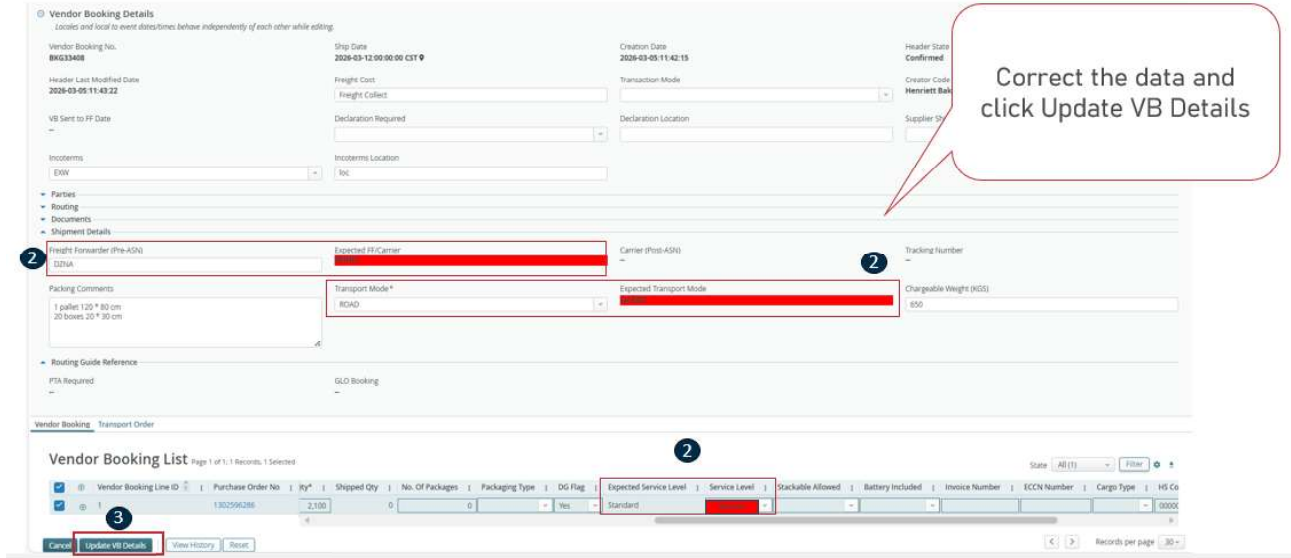 Vendor Booking Details
Locales and local to event dates/times behave independently of each other while editing.
Correct the data and
click Update VB Details
Vendor Booking No. Ship Date Creation Date Header State
BKG33408 2026-03-12:00:00:00 CST 2026-03-05:11:42:15 Confirmed
Header Last Modified Date Freight Cost Transaction Mode Creator Code
2026-03-05:11:43:22 Freight Collect Henriett Bak
VB Sent to FF Date Declaration Required Declaration Location Supplier Sh
--
Incoterms Incoterms Location
EXW loc
Parties
Routing
Documents
Shipment Details
Freight Forwarder (Pre-ASN) Expected FF/Carrier Carrier (Post-ASN) Tracking Number
2 DZNA -- 2 --
Packing Comments Transport Mode* Expected Transport Mode Chargeable Weight (KGS)
1 pallet 120 * 80 cm ROAD 650
20 boxes 20 * 30 cm
Routing Guide Reference
PTA Required GLO Booking
-- --
Vendor Booking Transport Order
2
Vendor Booking List Page 1 of 1; 1 Records, 1 Selected State All (1) Filter
Vendor Booking Line ID Purchase Order No ity* Shipped Qty No. Of Packages Packaging Type DG Flag Expected Service Level Service Level Stackable Allowed Battery Included Invoice Number ECCN Number Cargo Type HS Co
1 1302596286 2,100 0 0 Yes Standard 0000
3
Cancel Update VB Details View History Reset Records per page 30